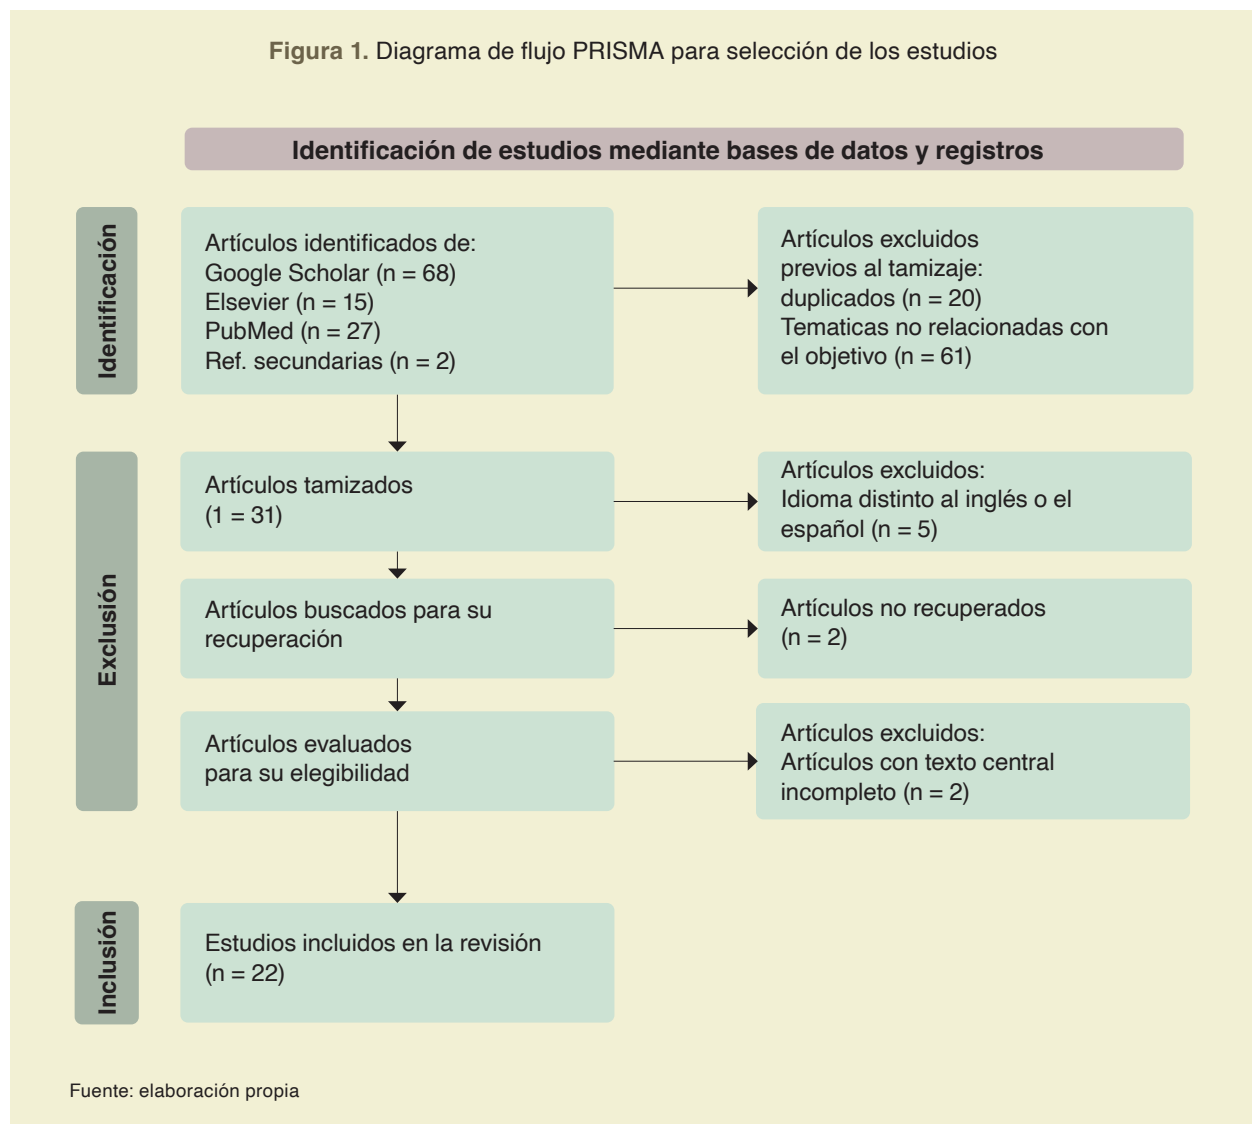 Figura 1. Diagrama de flujo PRISMA para selección de los estudios
Identificación de estudios mediante bases de datos y registros
Identificación
Artículos identificados de:
Google Scholar (n = 68)
Elsevier (n = 15)
PubMed (n = 27)
Ref. secundarias (n = 2)
Artículos excluidos
previos al tamizaje:
duplicados (n = 20)
Tematicas no relacionadas con
el objetivo (n = 61)
Exclusión
Artículos tamizados
(1 = 31)
Artículos excluidos:
Idioma distinto al inglés o el
español (n = 5)
Artículos buscados para su
recuperación
Artículos no recuperados
(n = 2)
Artículos evaluados
para su elegibilidad
Artículos excluidos:
Artículos con texto central
incompleto (n = 2)
Inclusión
Estudios incluidos en la revisión
(n = 22)
Fuente: elaboración propia